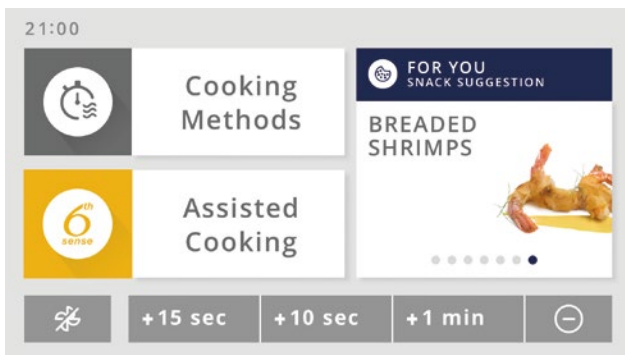 21:00
Cooking
Methods
FOR YOU
SNACK SUGGESTION
BREADED
SHRIMPS
6th
sense
Assisted
Cooking
+15 sec
+10 sec
+1 min